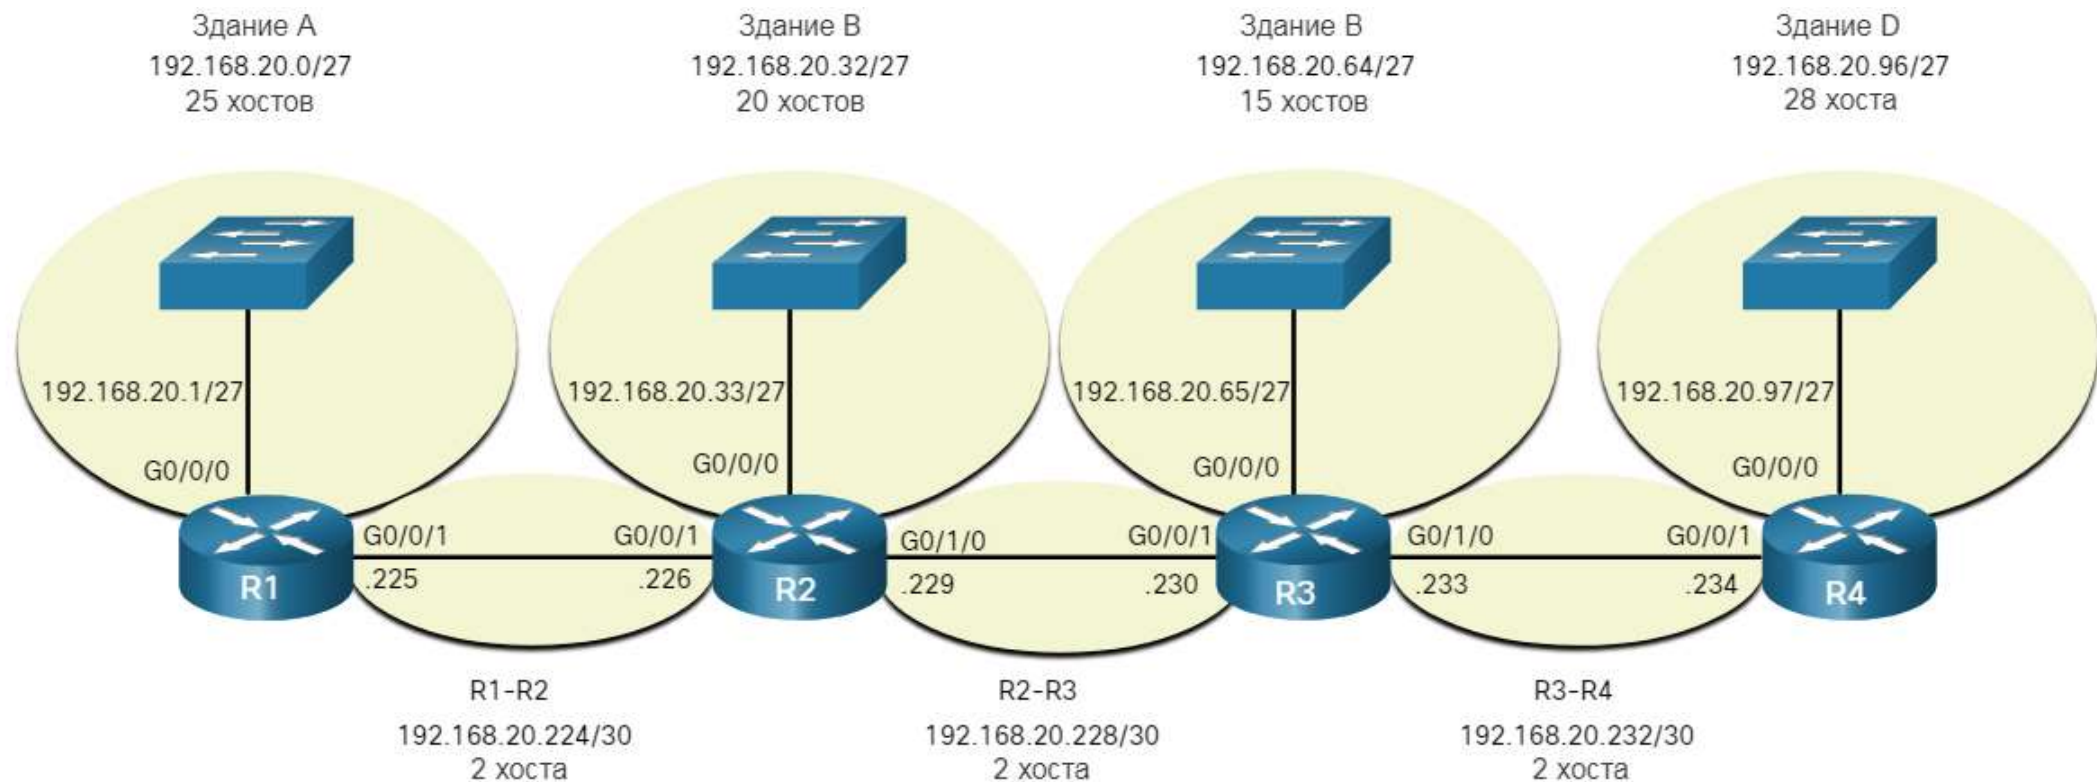 Здание A
192.168.20.0/27
25 хостов
Здание B
192.168.20.32/27
20 хостов
Здание В
192.168.20.64/27
15 хостов
Здание D
192.168.20.96/27
28 хоста
192.168.20.1/27
192.168.20.33/27
192.168.20.65/27
192.168.20.97/27
G0/0/0
G0/0/0
G0/0/0
G0/0/0
G0/0/1
G0/0/1
G0/1/0
G0/0/1
G0/1/0
G0/0/1
R1
.225
.226
R2
.229
.230
R3
.233
.234
R4
R1-R2
192.168.20.224/30
2 хоста
R2-R3
192.168.20.228/30
2 хоста
R3-R4
192.168.20.232/30
2 хоста